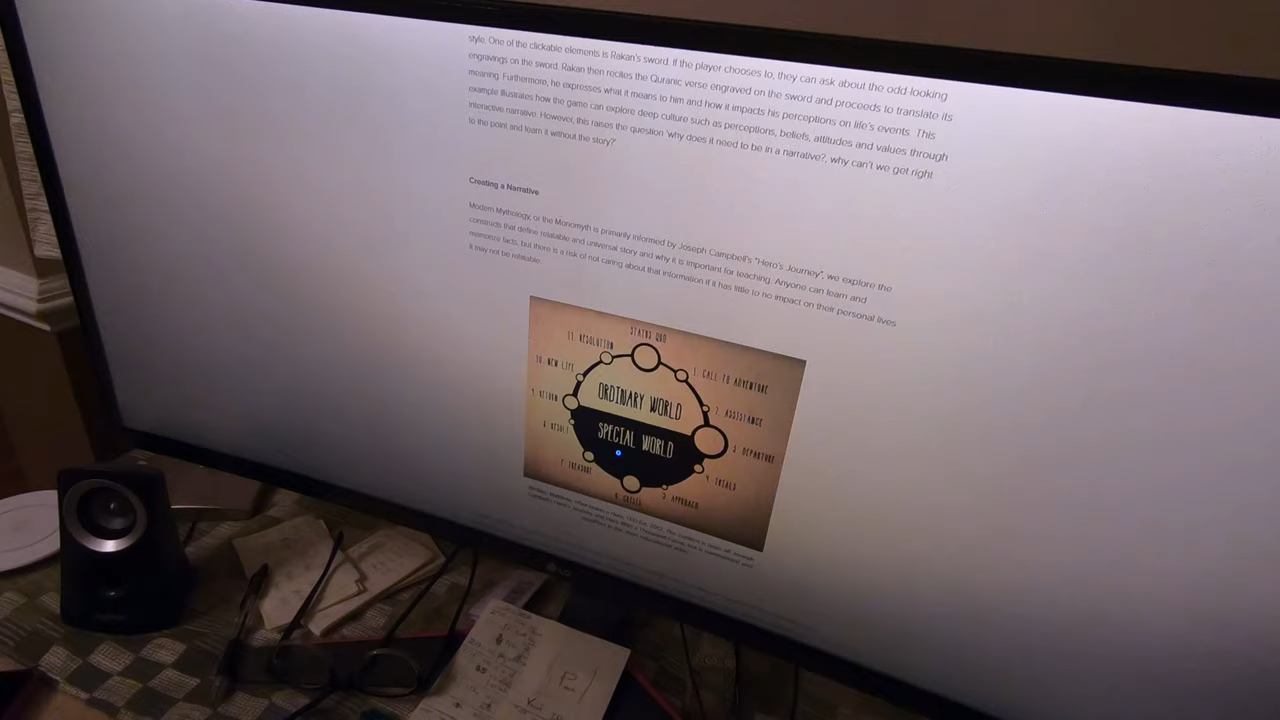 style. One of the clickable elements is Rakan's sword. If the player chooses to, they can ask about the odd-looking
engravings on the sword. Rakan then recites the Quranic verse engraved on the sword and proceeds to translate its
meaning. Furthermore, he expresses what it means to him and how it impacts his perceptions on life's events. This
example illustrates how the game can explore deep culture such as perceptions, beliefs, attitudes and values through
interactive narrative. However, this raises the question 'why does it need to be in a narrative?, why can't we get right
to the point and learn it without the story?'
Creating a Narrative
Modern Mythology, or the Monomyth is primarily informed by Joseph Campbell's "Hero's Journey", we explore the
constructs that define relatable and universal story and why it is important for teaching. Anyone can learn and
memorize facts, but there is a risk of not caring about that information if it has little to no impact on their personal lives
it may not be relatable.
STATUS QUO
1. CALL TO ADVENTURE
2. ASSISTANCE
3. DEPARTURE
4. TRIALS
5. APPROACH
6. CRISIS
7. TREASURE
8. RESULT
9. RETURN
10. NEW LIFE
11. RESOLUTION
ORDINARY WORLD
SPECIAL WORLD
LG